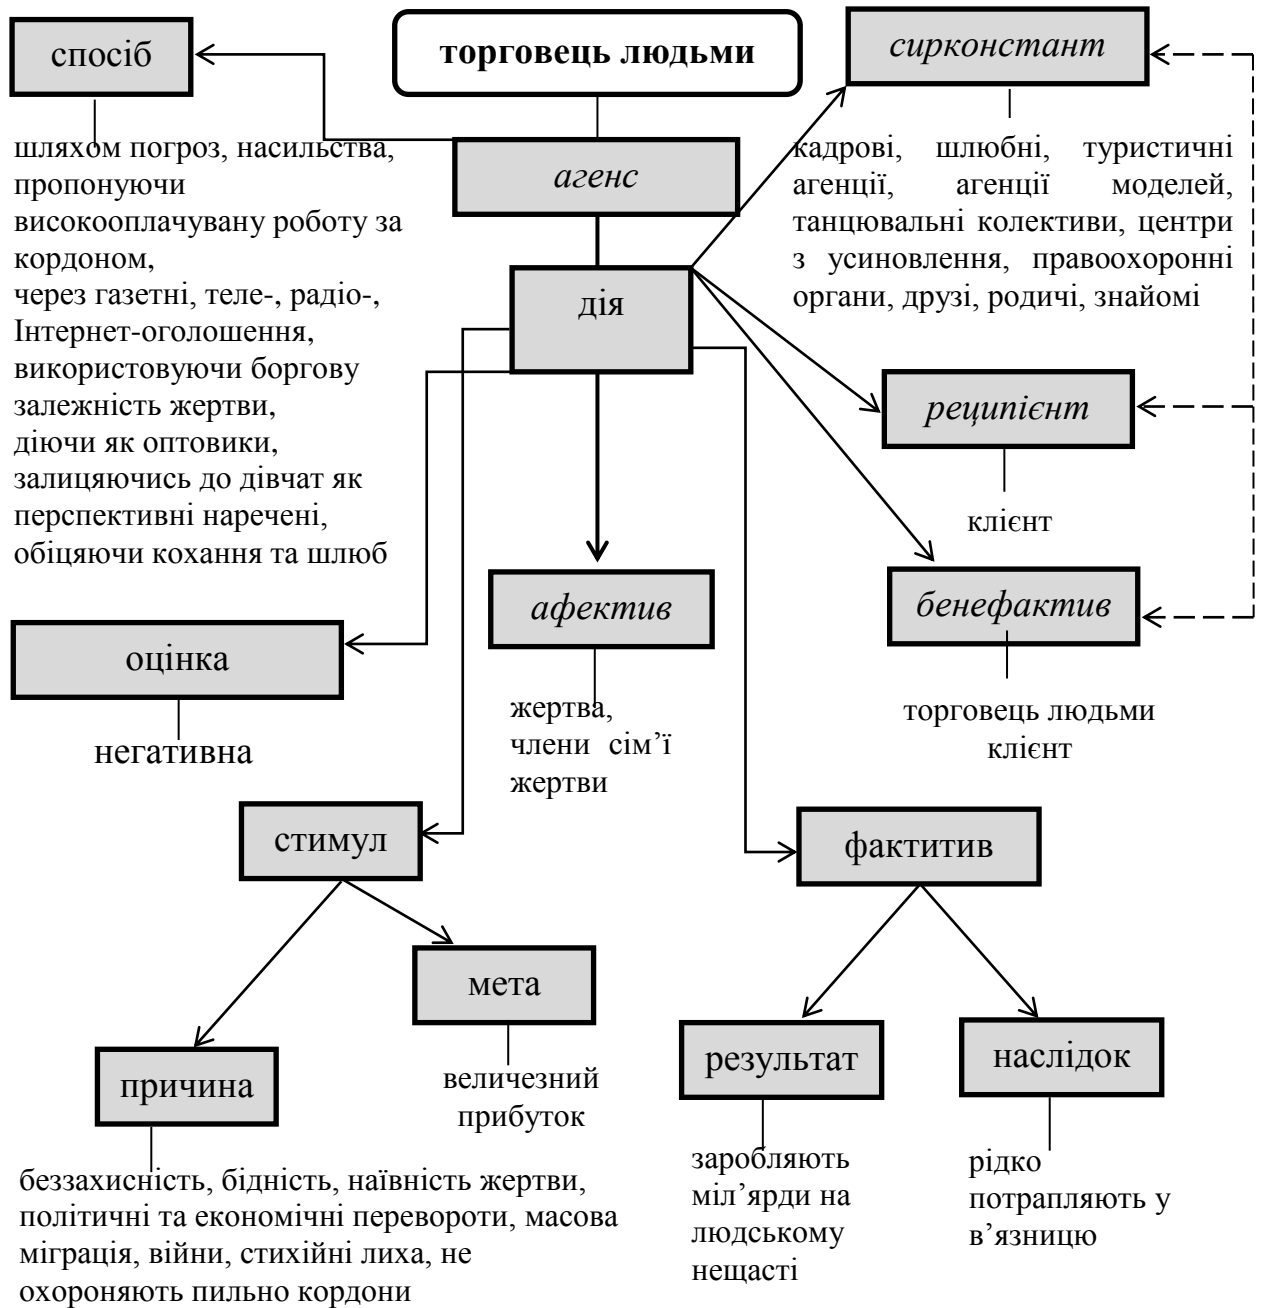 спосіб
торговець людьми
сирконстант
шляхом погроз, насильства,
пропонуючи
високооплачувану роботу за
кордоном,
через газетні, теле-, радіо-,
Інтернет-оголошення,
використовуючи боргову
залежність жертви,
діючи як оптовики,
залицяючись до дівчат як
перспективні наречені,
обіцяючи кохання та шлюб
агенс
кадрові, шлюбні, туристичні
агенції, агенції моделей,
танцювальні колективи, центри
з усиновлення, правоохоронні
органи, друзі, родичі, знайомі
дія
реципієнт
клієнт
афектив
бенефактив
оцінка
негативна
жертва,
члени сім’ї
жертви
торговець людьми
клієнт
стимул
фактитив
мета
величезний
прибуток
причина
результат
наслідок
беззахисність, бідність, наївність жертви,
політичні та економічні перевороти, масова
міграція, війни, стихійні лиха, не
охороняють пильно кордони
заробляють
міл’ярди на
людському
нещасті
рідко
потрапляють у
в’язницю